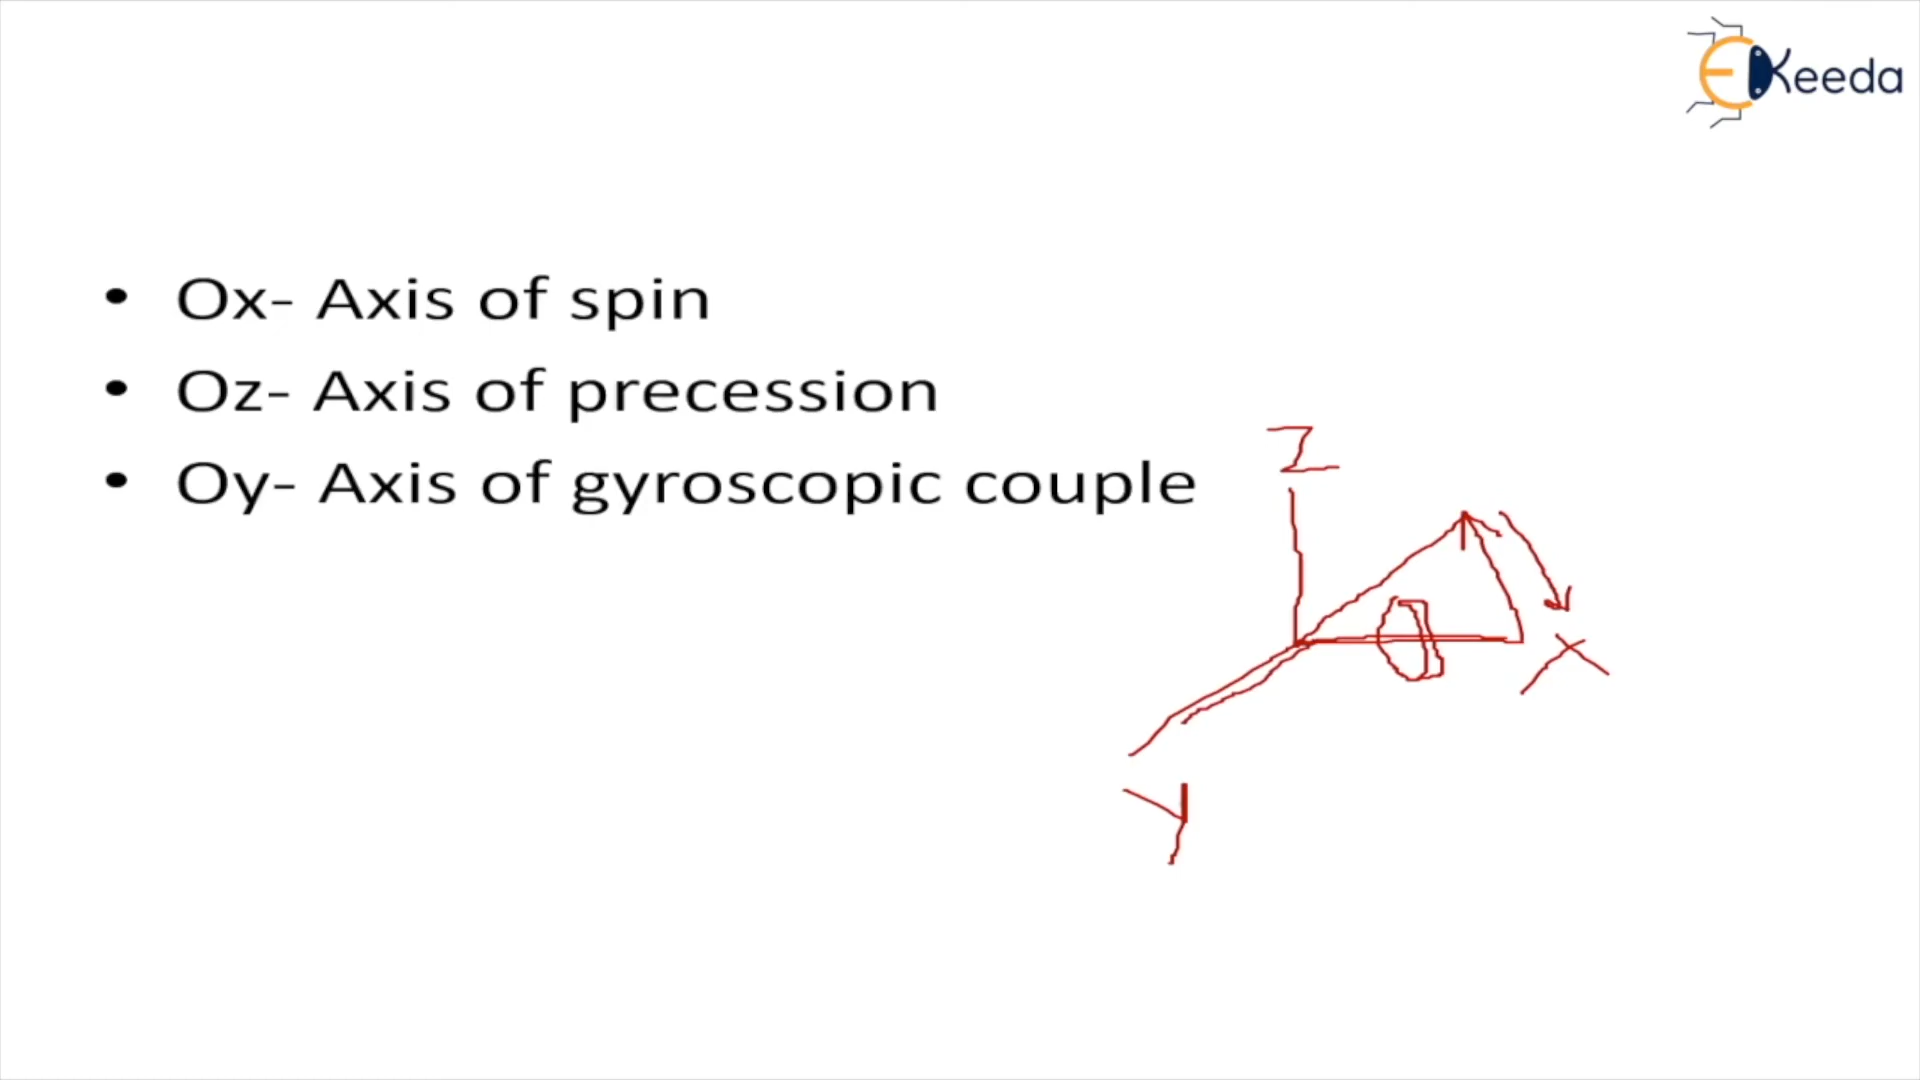 EKeeda
• Ox- Axis of spin
• Oz- Axis of precession
• Oy- Axis of gyroscopic couple
Z
X
Y